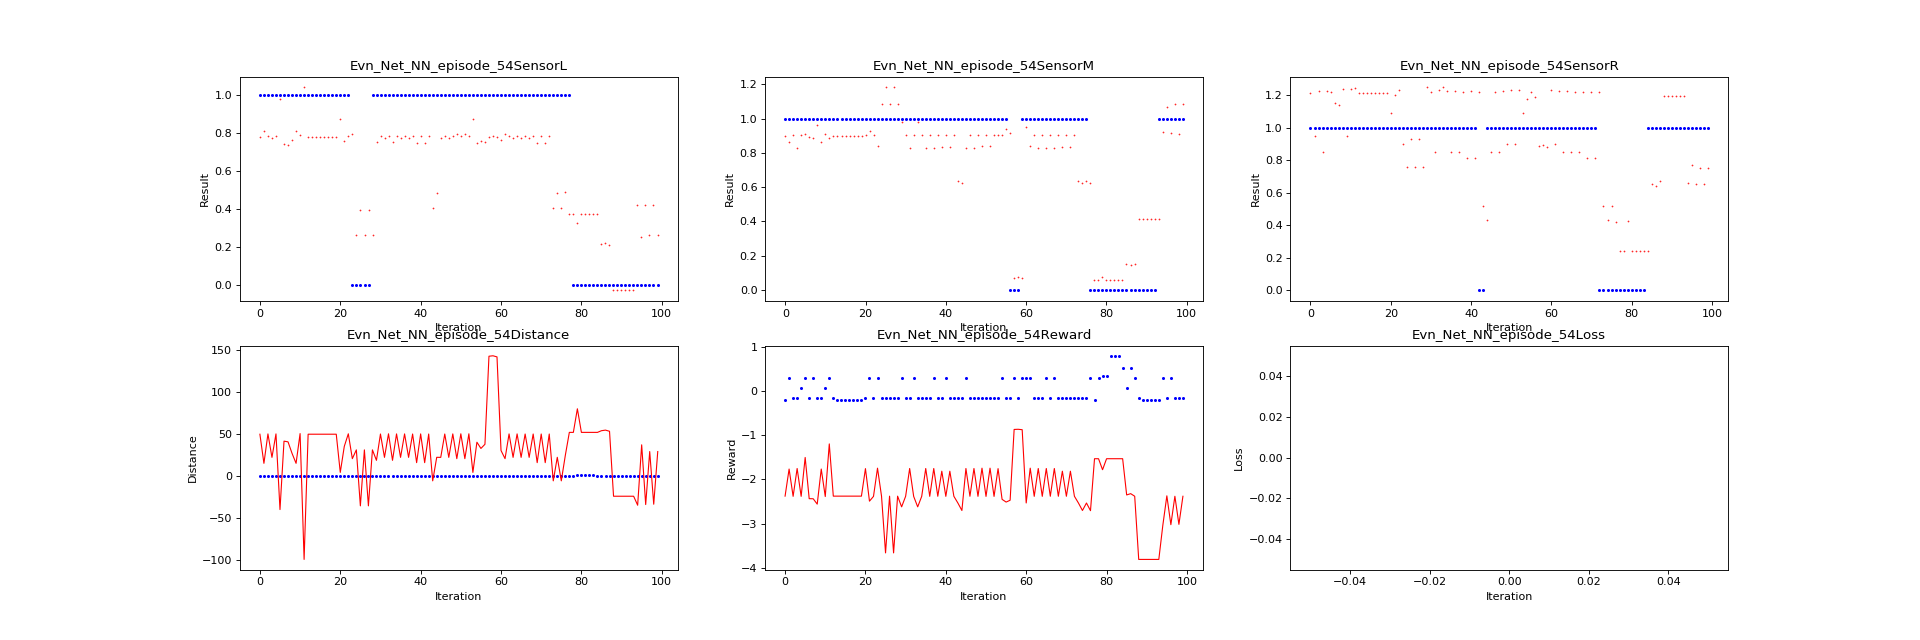 Evn_Net_NN_episode_54SensorL
Result
1.0
0.8
0.6
0.4
0.2
0.0
0 20 40 60 80 100
Iteration
Evn_Net_NN_episode_54SensorM
Result
1.2
1.0
0.8
0.6
0.4
0.2
0.0
0 20 40 60 80 100
Iteration
Evn_Net_NN_episode_54SensorR
Result
1.2
1.0
0.8
0.6
0.4
0.2
0.0
0 20 40 60 80 100
Iteration
Evn_Net_NN_episode_54Distance
Distance
150
100
50
0
−50
−100
0 20 40 60 80 100
Iteration
Evn_Net_NN_episode_54Reward
Reward
1
0
−1
−2
−3
−4
0 20 40 60 80 100
Iteration
Evn_Net_NN_episode_54Loss
Loss
0.04
0.02
0.00
−0.02
−0.04
−0.04 −0.02 0.00 0.02 0.04
Iteration